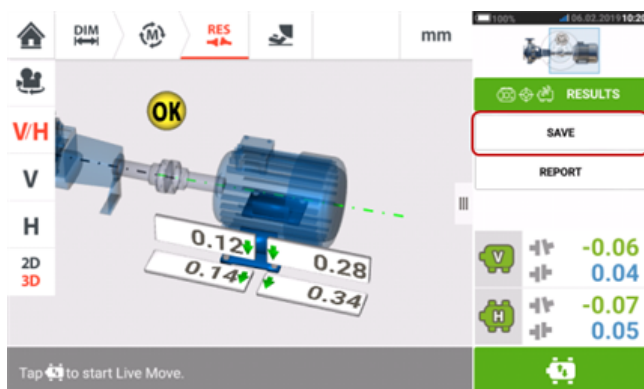 DIM
M
RES
mm
100% 06.02.2019 10:20
RESULTS
SAVE
REPORT
OK
V/H
V
H
2D
3D
0.12
0.28
0.14
0.34
V
-0.06
0.04
H
-0.07
0.05
Tap to start Live Move.